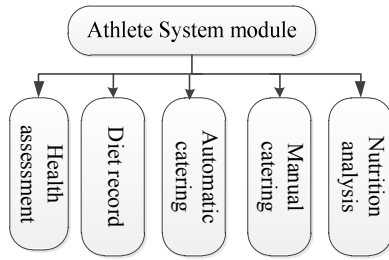 Athlete System module
Health
assessment
Diet record
Automatic
catering
Manual
catering
Nutrition
analysis